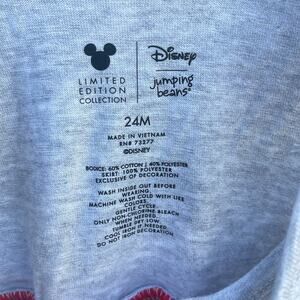 LIMITED
EDITION
COLLECTION
Disney
jumping
beans®
24M
MADE IN VIETNAM
RN# 73277
©DISNEY
BODICE: 60% COTTON | 40% POLYESTER
SKIRT: 100% POLYESTER
EXCLUSIVE OF DECORATION
WASH INSIDE OUT BEFORE
WEARING.
MACHINE WASH COLD WITH LIKE
COLORS.
GENTLE CYCLE.
ONLY NON-CHLORINE BLEACH
WHEN NEEDED.
TUMBLE DRY LOW.
COOL IRON IF NEEDED
DO NOT IRON DECORATION